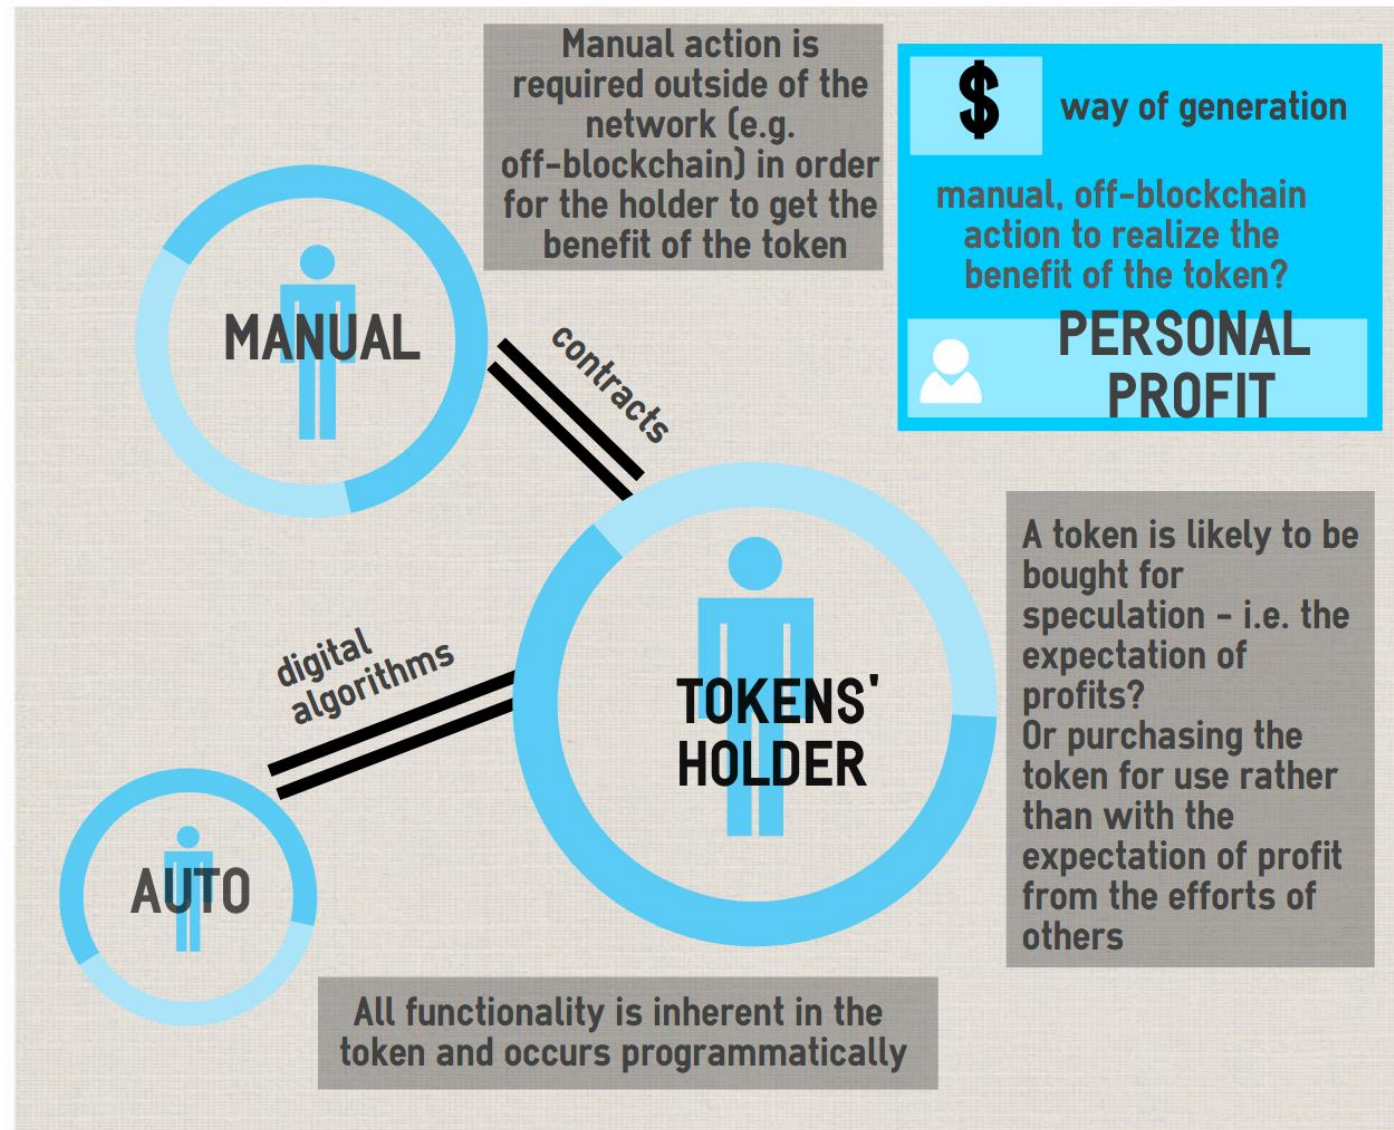 Manual action is
required outside of the
network (e.g.
off-blockchain) in order
for the holder to get the
benefit of the token
$
way of generation
manual, off-blockchain
action to realize the
benefit of the token?
PERSONAL
PROFIT
MANUAL
contracts
A token is likely to be
bought for
speculation - i.e. the
expectation of
profits?
Or purchasing the
token for use rather
than with the
expectation of profit
from the efforts of
others
digital
algorithms
TOKENS'
HOLDER
AUTO
All functionality is inherent in the
token and occurs programmatically